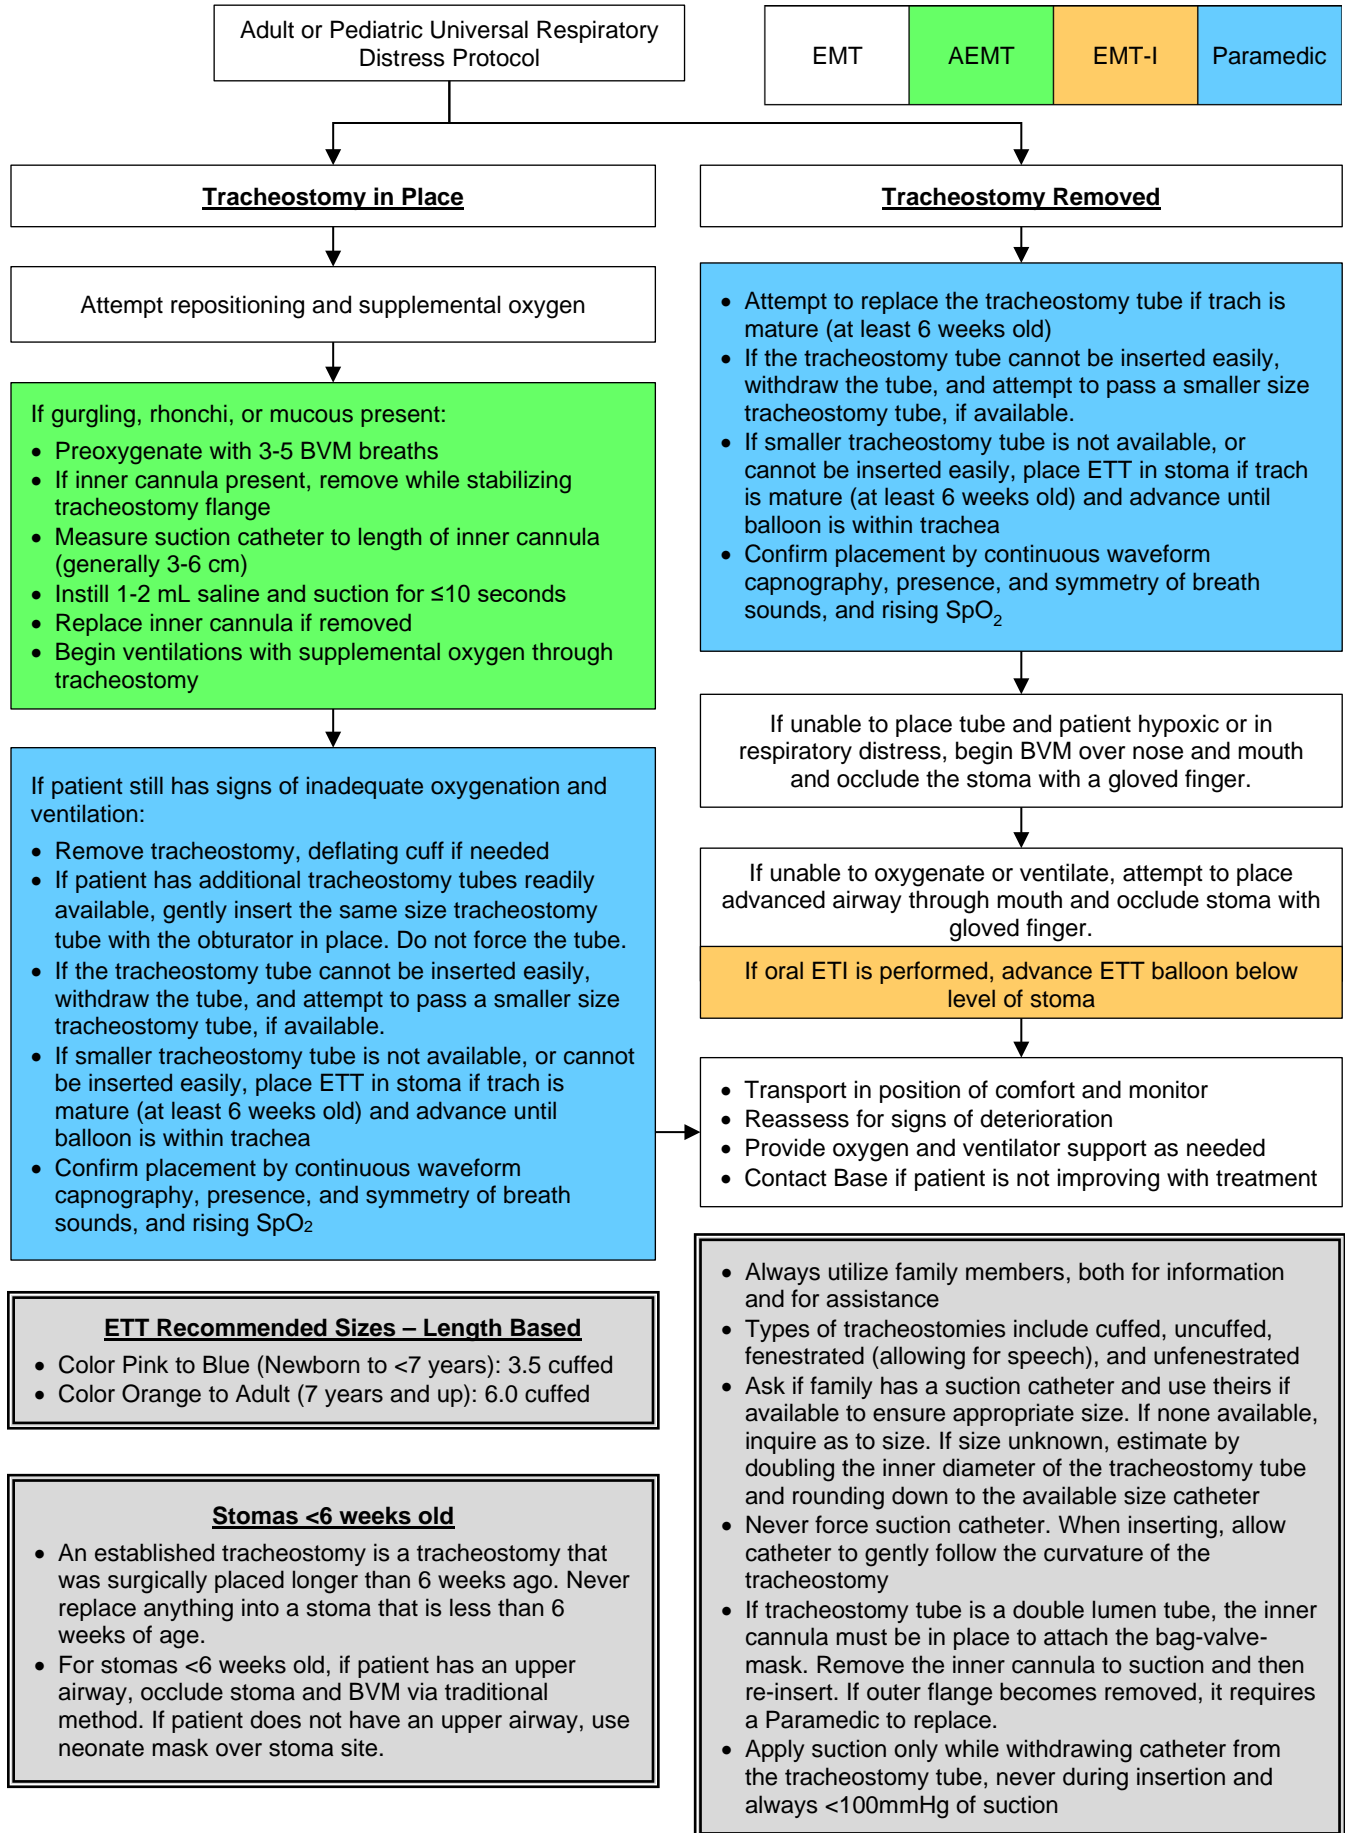 Adult or Pediatric Universal Respiratory
Distress Protocol
EMT
AEMT
EMT-I
Paramedic
Tracheostomy in Place
Attempt repositioning and supplemental oxygen
If gurgling, rhonchi, or mucous present:
• Preoxygenate with 3-5 BVM breaths
• If inner cannula present, remove while stabilizing
tracheostomy flange
• Measure suction catheter to length of inner cannula
(generally 3-6 cm)
• Instill 1-2 mL saline and suction for ≤10 seconds
• Replace inner cannula if removed
• Begin ventilations with supplemental oxygen through
tracheostomy
If patient still has signs of inadequate oxygenation and
ventilation:
• Remove tracheostomy, deflating cuff if needed
• If patient has additional tracheostomy tubes readily
available, gently insert the same size tracheostomy
tube with the obturator in place. Do not force the tube.
• If the tracheostomy tube cannot be inserted easily,
withdraw the tube, and attempt to pass a smaller size
tracheostomy tube, if available.
• If smaller tracheostomy tube is not available, or cannot
be inserted easily, place ETT in stoma if trach is
mature (at least 6 weeks old) and advance until
balloon is within trachea
• Confirm placement by continuous waveform
capnography, presence, and symmetry of breath
sounds, and rising SpO2
Tracheostomy Removed
• Attempt to replace the tracheostomy tube if trach is
mature (at least 6 weeks old)
• If the tracheostomy tube cannot be inserted easily,
withdraw the tube, and attempt to pass a smaller size
tracheostomy tube, if available.
• If smaller tracheostomy tube is not available, or
cannot be inserted easily, place ETT in stoma if trach
is mature (at least 6 weeks old) and advance until
balloon is within trachea
• Confirm placement by continuous waveform
capnography, presence, and symmetry of breath
sounds, and rising SpO2
If unable to place tube and patient hypoxic or in
respiratory distress, begin BVM over nose and mouth
and occlude the stoma with a gloved finger.
If unable to oxygenate or ventilate, attempt to place
advanced airway through mouth and occlude stoma with
gloved finger.
If oral ETI is performed, advance ETT balloon below
level of stoma
• Transport in position of comfort and monitor
• Reassess for signs of deterioration
• Provide oxygen and ventilator support as needed
• Contact Base if patient is not improving with treatment
ETT Recommended Sizes – Length Based
• Color Pink to Blue (Newborn to <7 years): 3.5 cuffed
• Color Orange to Adult (7 years and up): 6.0 cuffed
Stomas <6 weeks old
• An established tracheostomy is a tracheostomy that
was surgically placed longer than 6 weeks ago. Never
replace anything into a stoma that is less than 6
weeks of age.
• For stomas <6 weeks old, if patient has an upper
airway, occlude stoma and BVM via traditional
method. If patient does not have an upper airway, use
neonate mask over stoma site.
• Always utilize family members, both for information
and for assistance
• Types of tracheostomies include cuffed, uncuffed,
fenestrated (allowing for speech), and unfenestrated
• Ask if family has a suction catheter and use theirs if
available to ensure appropriate size. If none available,
inquire as to size. If size unknown, estimate by
doubling the inner diameter of the tracheostomy tube
and rounding down to the available size catheter
• Never force suction catheter. When inserting, allow
catheter to gently follow the curvature of the
tracheostomy
• If tracheostomy tube is a double lumen tube, the inner
cannula must be in place to attach the bag-valve-
mask. Remove the inner cannula to suction and then
re-insert. If outer flange becomes removed, it requires
a Paramedic to replace.
• Apply suction only while withdrawing catheter from
the tracheostomy tube, never during insertion and
always <100mmHg of suction